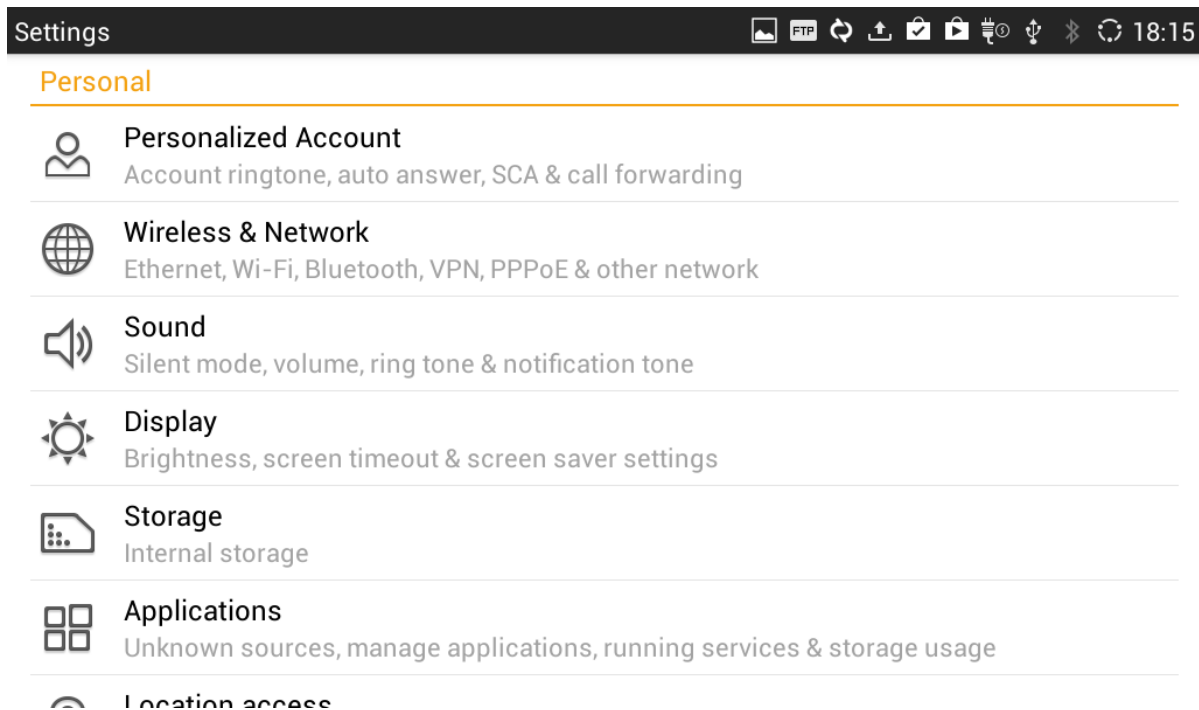 Settings
FTP
18:15
Personal
Personalized Account
Account ringtone, auto answer, SCA & call forwarding
Wireless & Network
Ethernet, Wi-Fi, Bluetooth, VPN, PPPoE & other network
Sound
Silent mode, volume, ring tone & notification tone
Display
Brightness, screen timeout & screen saver settings
Storage
Internal storage
Applications
Unknown sources, manage applications, running services & storage usage
Location access